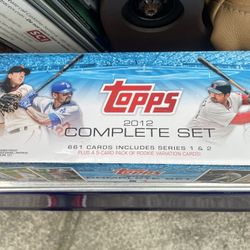 TOPPS
2012
COMPLETE SET
661 CARDS INCLUDES SERIES 1 & 2
PLUS A 5-CARD PACK OF ROOKIE VARIATION CARDS!